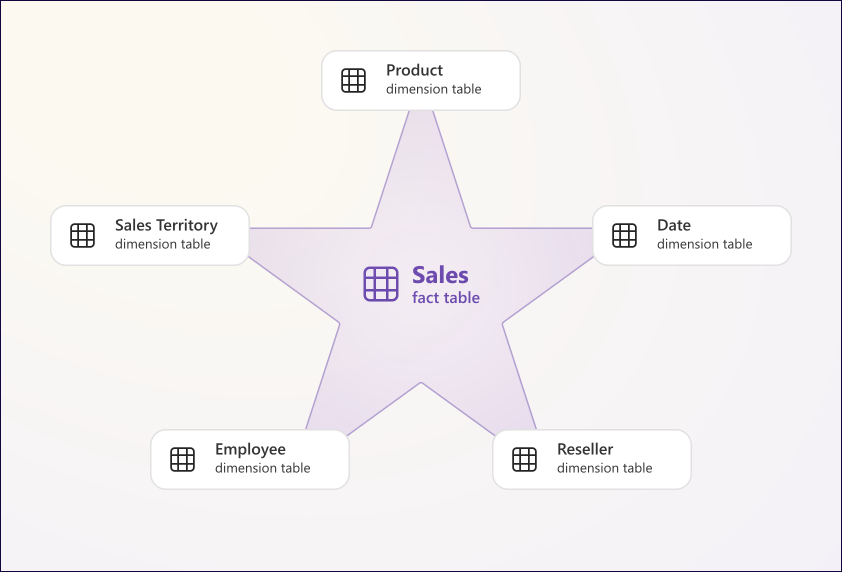 Product
dimension table
Sales Territory
dimension table
Date
dimension table
Sales
fact table
Employee
dimension table
Reseller
dimension table